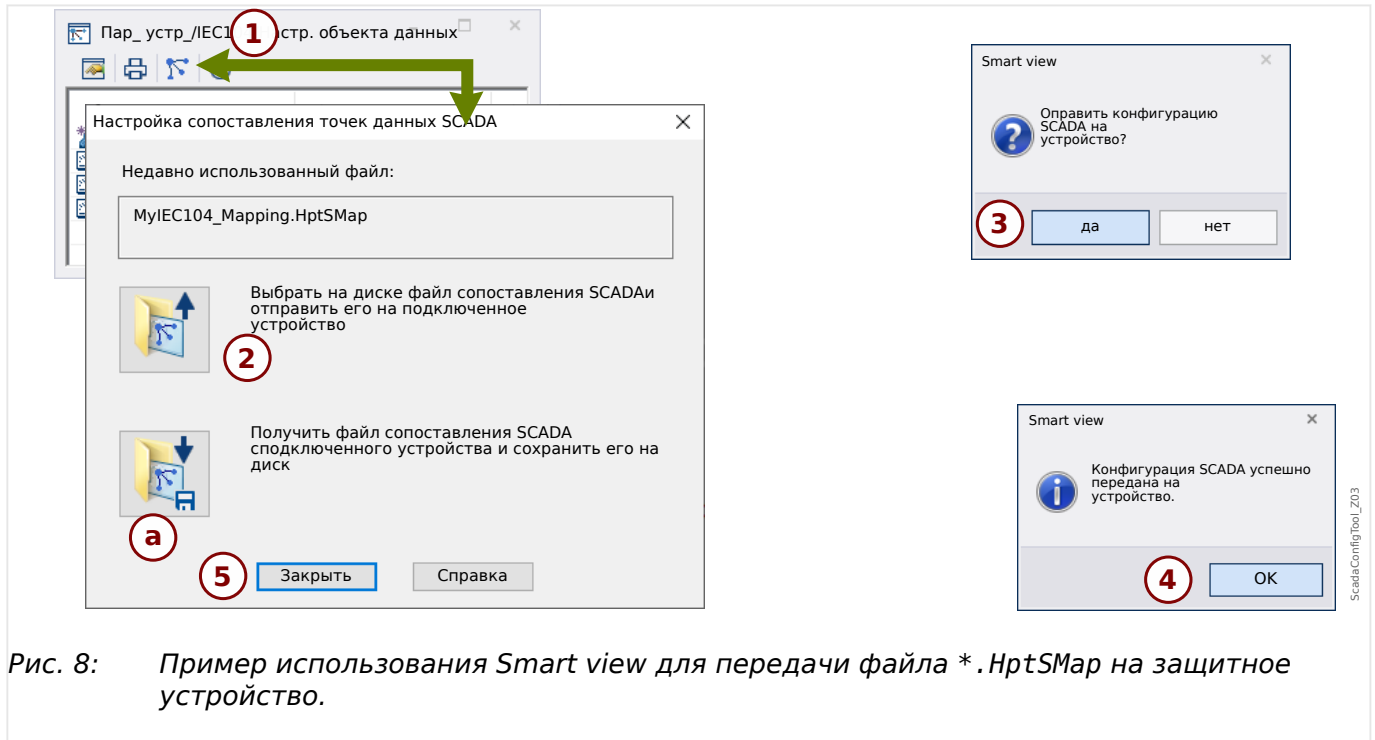 Пар_ устр_/IEC1 стр. объекта данных
1
Настройка сопоставления точек данных SCADA
Недавно использованный файл:
MyIEC104_Mapping.HptSMap
Выбрать на диске файл сопоставления SCADAи
отправить его на подключенное
устройство
2
Получить файл сопоставления SCADA
сподключенного устройства и сохранить его на
диск
a
5
Закрыть
Справка
Smart view
Оправить конфигурацию
SCADA на
устройство?
3
да
нет
Smart view
Конфигурация SCADA успешно
передана на
устройство.
4
OK
ScadaConfigTool_Z03
Рис. 8: Пример использования Smart view для передачи файла *.HptSMap на защитное
устройство.